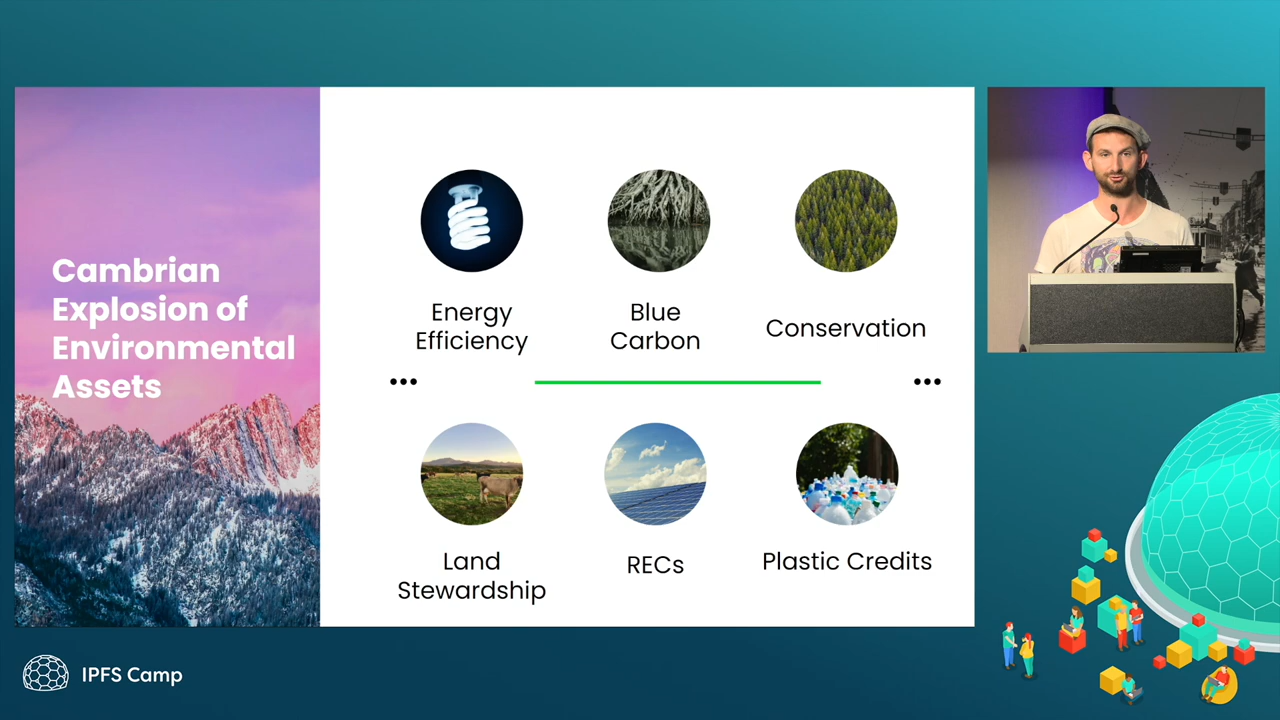 Cambrian
Explosion of
Environmental
Assets
Energy
Efficiency
Blue
Carbon
Conservation
Land
Stewardship
RECs
Plastic Credits
IPFS Camp